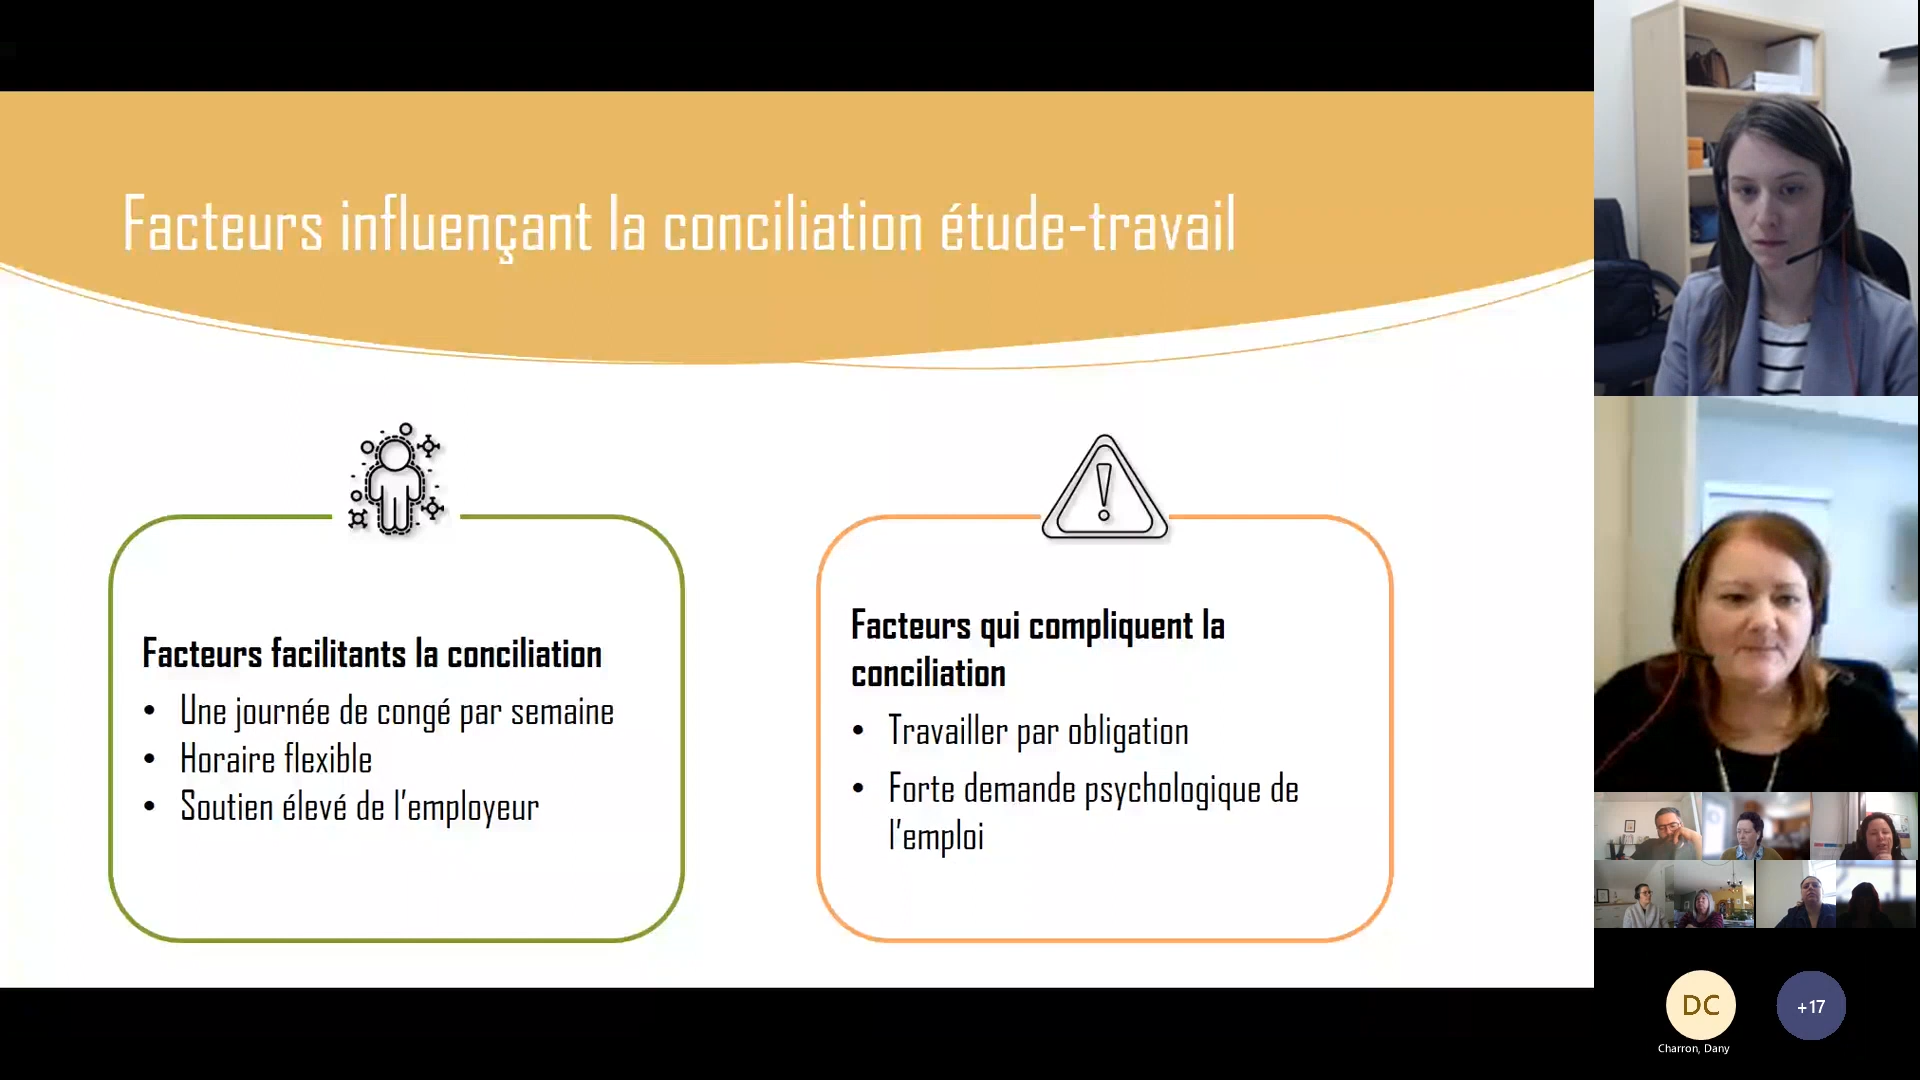 Facteurs influençant la conciliation étude-travail
Facteurs facilitants la conciliation
• Une journée de congé par semaine
• Horaire flexible
• Soutien élevé de l'employeur
Facteurs qui compliquent la
conciliation
• Travailler par obligation
• Forte demande psychologique de
l'emploi
DC
+17
Charron, Dany